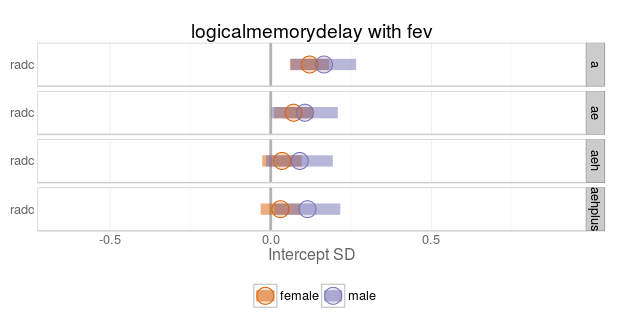 logicalmemorydelay with fev
radc
a
radc
ae
radc
aeh
radc
aehplus
-0.5 0.0 0.5
Intercept SD
female male